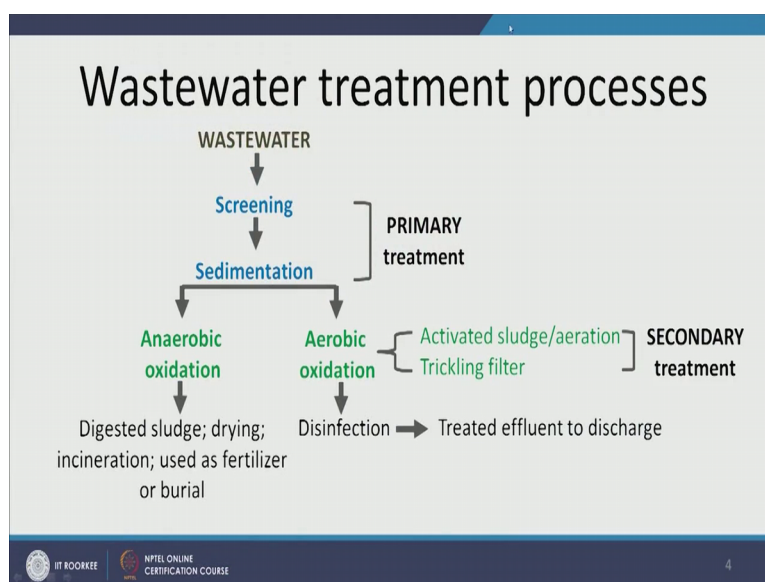 Wastewater treatment processes
WASTEWATER
Screening
PRIMARY
treatment
Sedimentation
Anaerobic
oxidation
Aerobic
oxidation
Activated sludge/aeration
Trickling filter
SECONDARY
treatment
Digested sludge; drying;
incineration; used as fertilizer
or burial
Disinfection
Treated effluent to discharge
IIT ROORKEE
NPTEL ONLINE
CERTIFICATION COURSE
4